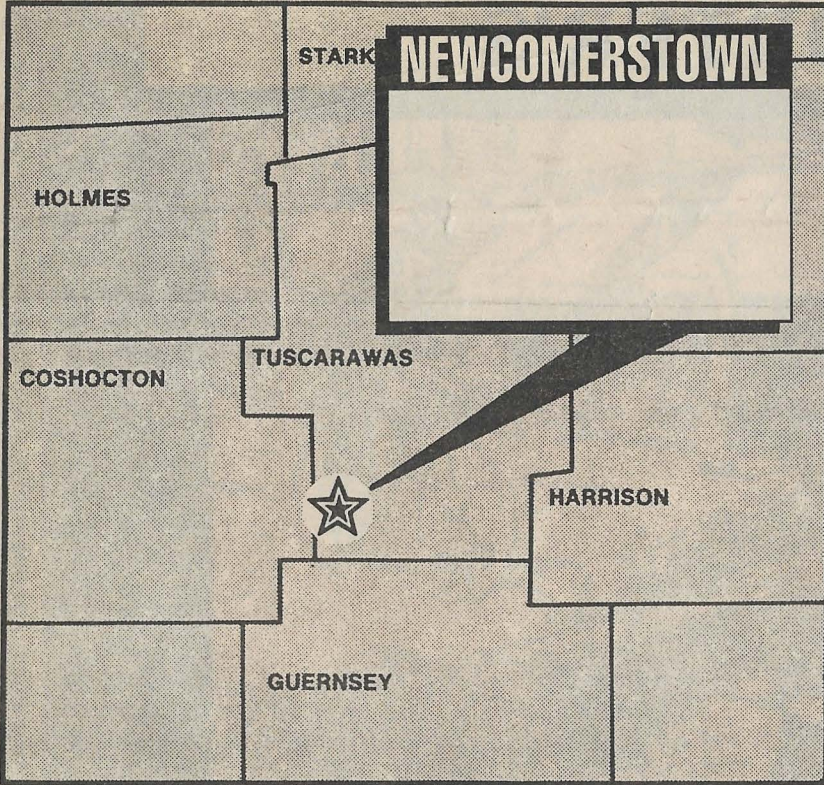 STARK
NEWCOMERSTOWN
HOLMES
TUSCARAWAS
COSHOCTON
HARRISON
GUERNSEY